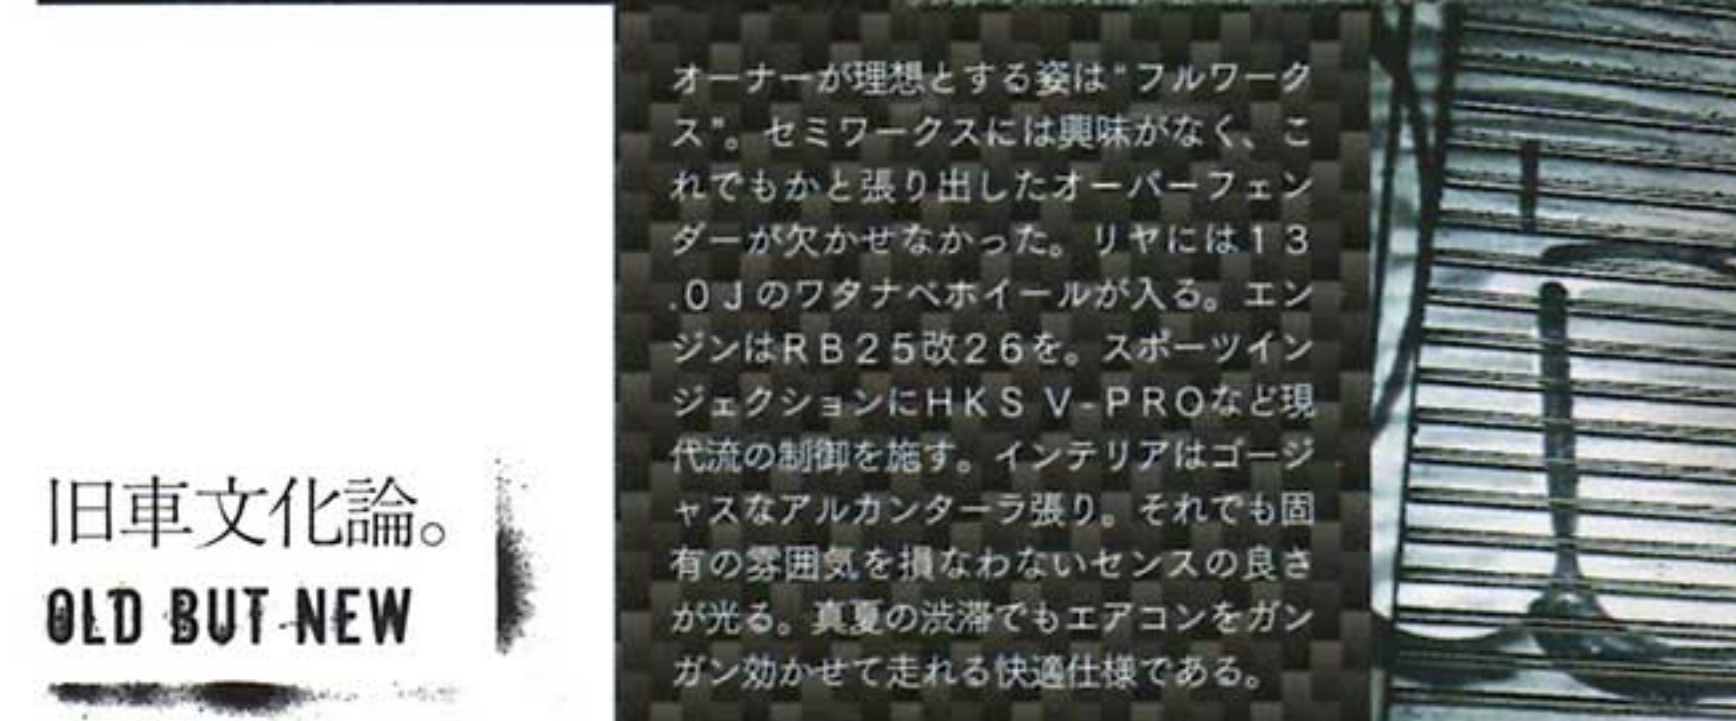 オーナーが理想とする姿は“フルワーク
ス”。セミワークスには興味がなく、こ
れでもかと張り出したオーバーフェン
ダーが欠かせなかった。リヤには13
.0Jのワタナベホイールが入る。エン
ジンはRB25改26を。スポーツイン
ジェクションにHKS V-PROなど現
代流の制御を施す。インテリアはゴージ
ャスなアルカンターラ張り。それでも固
有の雰囲気を損なわないセンスの良さ
が光る。真夏の渋滞でもエアコンをガン
ガン効かせて走れる快適仕様である。
旧車文化論。
OLD BUT NEW